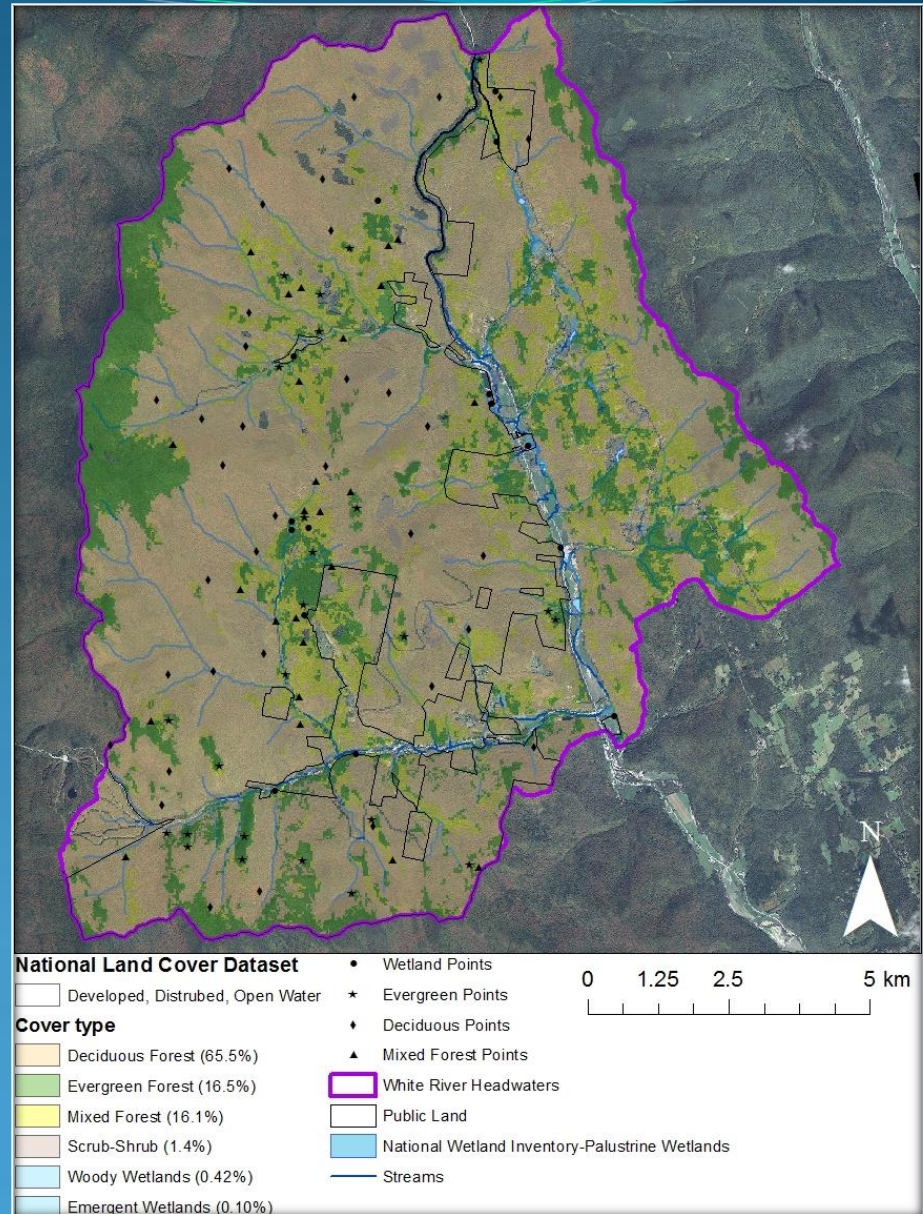 N
National Land Cover Dataset
Developed, Distrubed, Open Water
Cover type
Deciduous Forest (65.5%)
Evergreen Forest (16.5%)
Mixed Forest (16.1%)
Scrub-Shrub (1.4%)
Woody Wetlands (0.42%)
Emergent Wetlands (0.10%)
Wetland Points
Evergreen Points
Deciduous Points
Mixed Forest Points
White River Headwaters
Public Land
National Wetland Inventory-Palustrine Wetlands
Streams
0 1.25 2.5 5 km